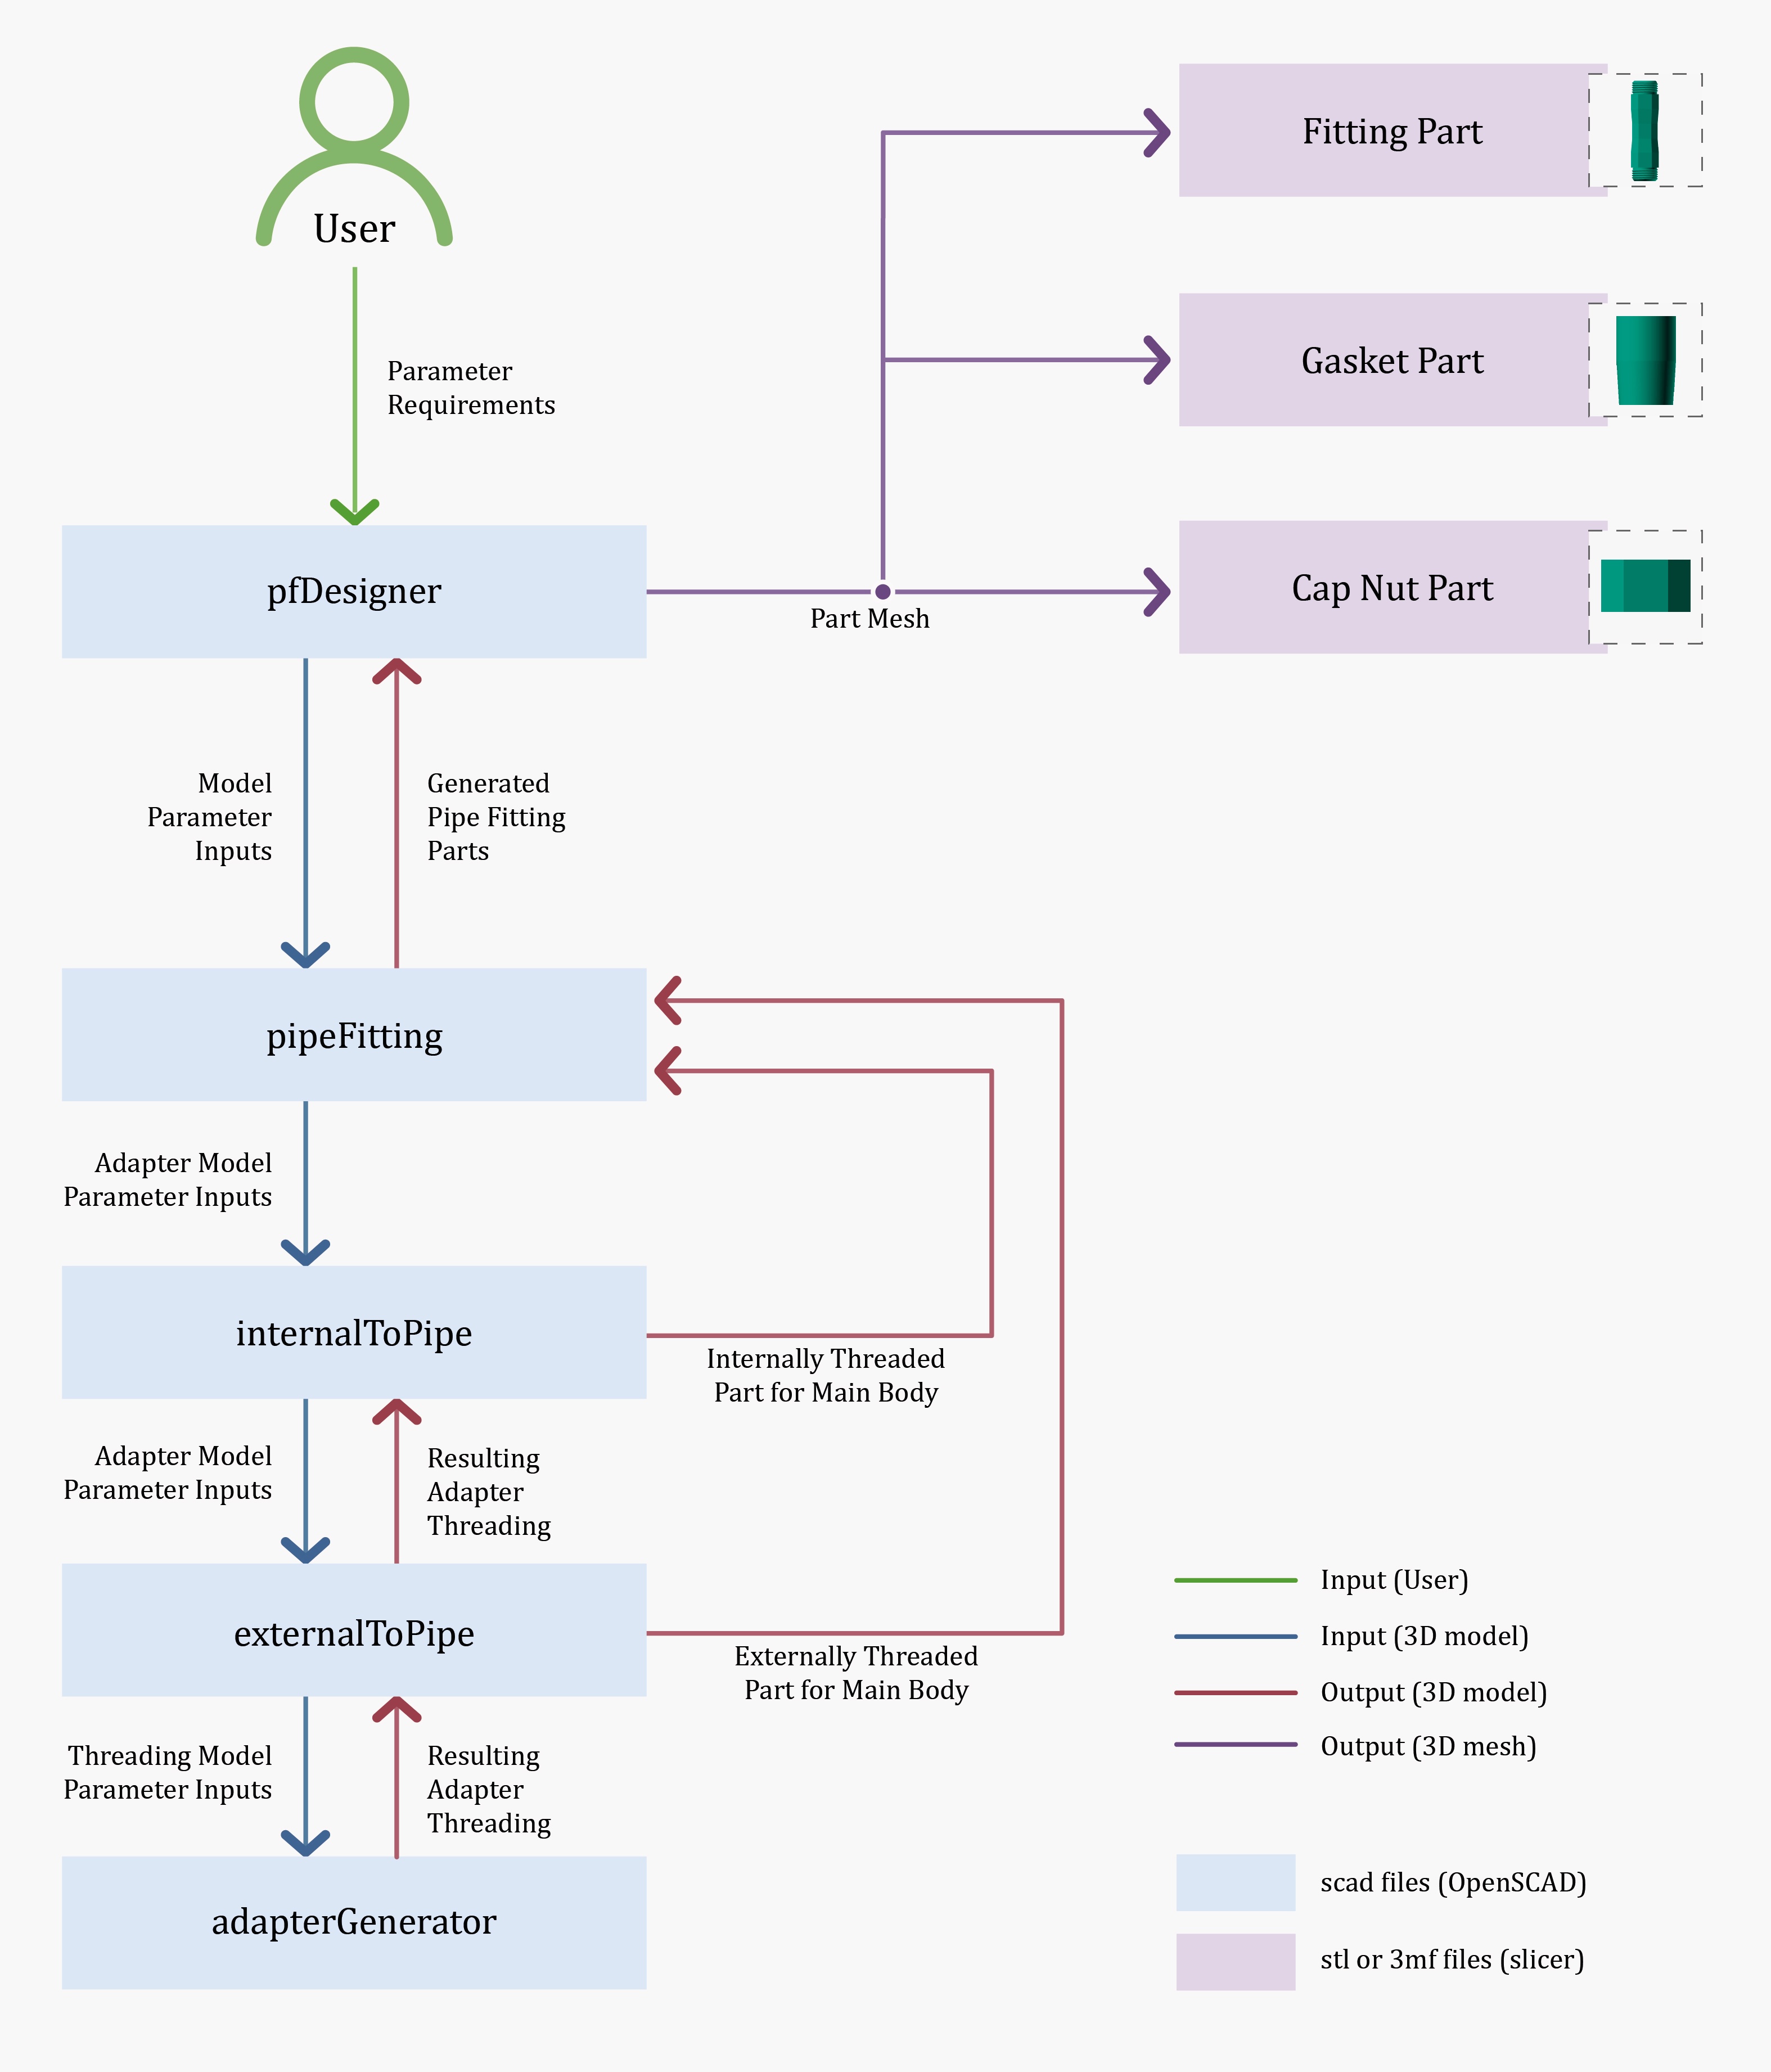 User
Parameter
Requirements
pfDesigner
Part Mesh
Fitting Part
Gasket Part
Cap Nut Part
Model
Parameter
Inputs
Generated
Pipe Fitting
Parts
pipeFitting
Adapter Model
Parameter Inputs
internalToPipe
Internally Threaded
Part for Main Body
Adapter Model
Parameter Inputs
Resulting
Adapter
Threading
externalToPipe
Externally Threaded
Part for Main Body
Threading Model
Parameter Inputs
Resulting
Adapter
Threading
adapterGenerator
Input (User)
Input (3D model)
Output (3D model)
Output (3D mesh)
scad files (OpenSCAD)
stl or 3mf files (slicer)